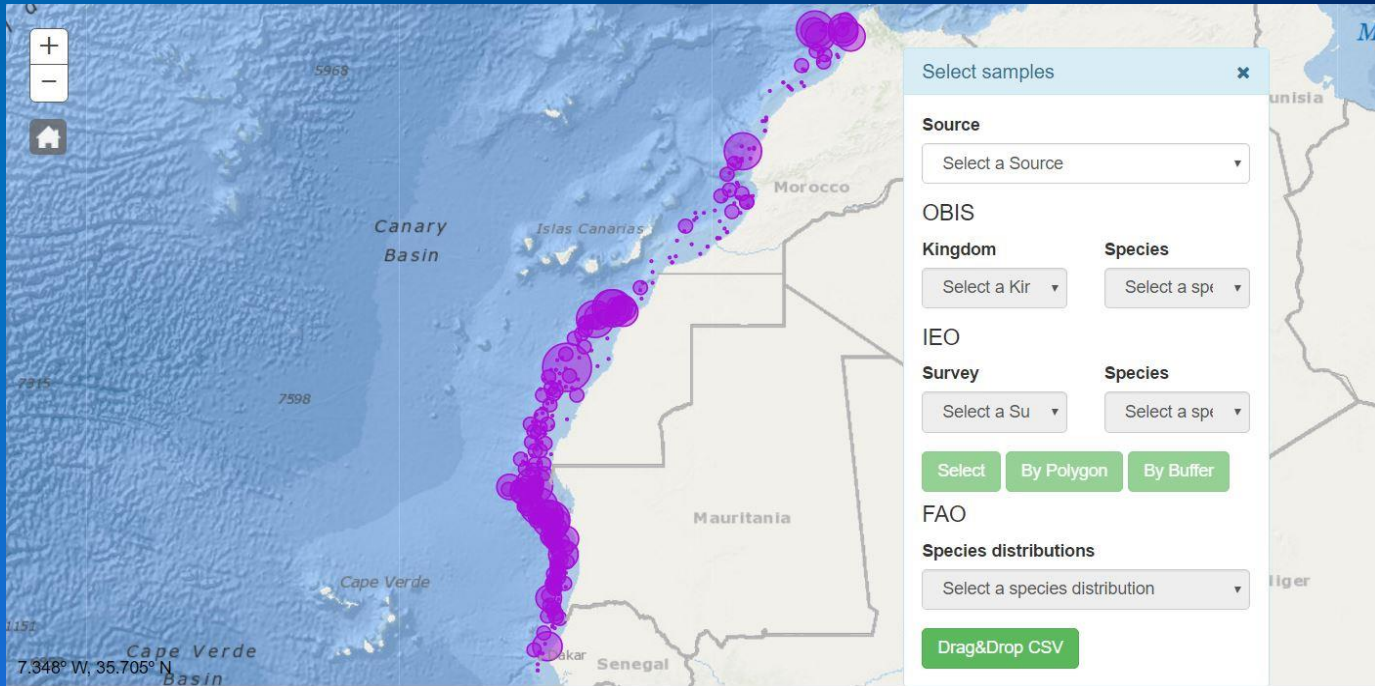 +
−
5968
Morocco
Canary
Basin
Islas Canarias
7315
7598
Mauritania
Cape Verde
1151
Cape Verde
Basin
7.348° W, 35.705° N
Dakar
Senegal
M
unisia
liger
Select samples ×
Source
Select a Source
OBIS
Kingdom Species
Select a Kir Select a spe
IEO
Survey Species
Select a Su Select a spe
Select By Polygon By Buffer
FAO
Species distributions
Select a species distribution
Drag&Drop CSV